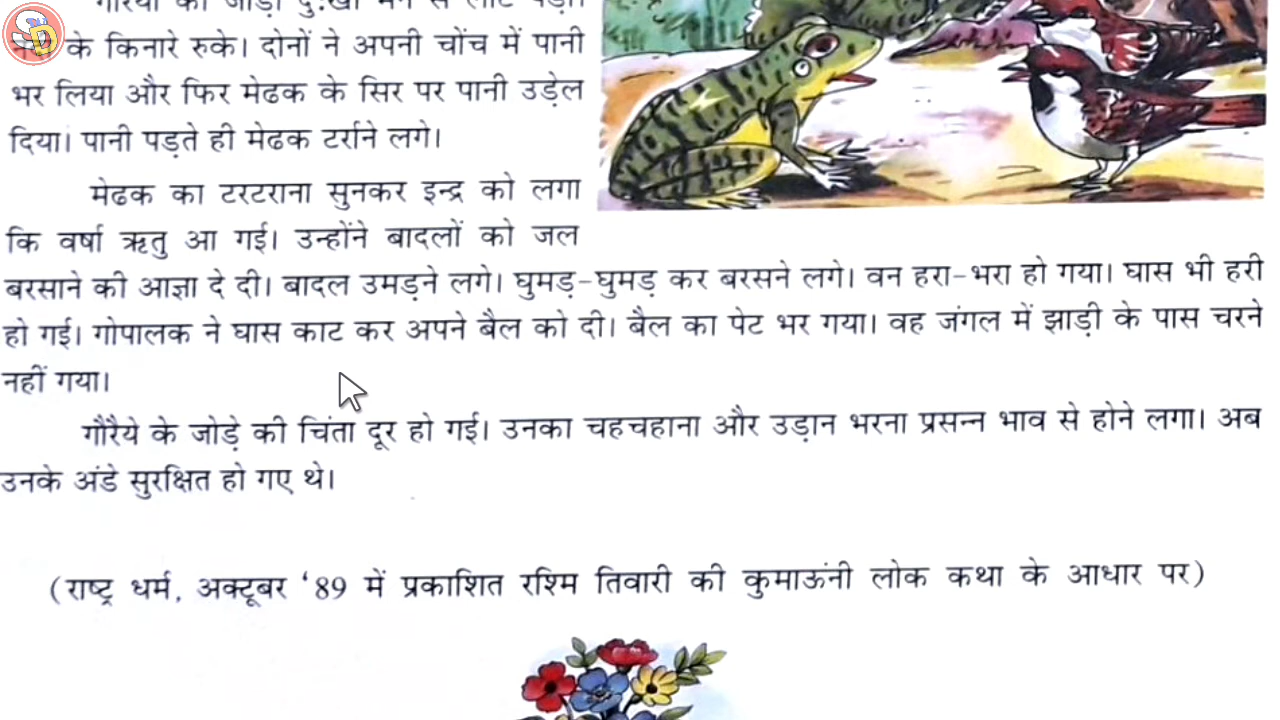 के किनारे रुके। दोनों ने अपनी चोंच में पानी
भर लिया और फिर मेढक के सिर पर पानी उड़ेल
दिया। पानी पड़ते ही मेढक टर्राने लगे।
मेढक का टरटराना सुनकर इन्द्र को लगा
कि वर्षा ऋतु आ गई। उन्होंने बादलों को जल
बरसाने की आज्ञा दे दी। बादल उमड़ने लगे। घुमड़-घुमड़ कर बरसने लगे। वन हरा-भरा हो गया। घास भी हरी
हो गई। गोपालक ने घास काट कर अपने बैल को दी। बैल का पेट भर गया। वह जंगल में झाड़ी के पास चरने
नहीं गया।
गौरैये के जोड़े की चिंता दूर हो गई। उनका चहचहाना और उड़ान भरना प्रसन्न भाव से होने लगा। अब
उनके अंडे सुरक्षित हो गए थे।
(राष्ट्र धर्म, अक्टूबर '89 में प्रकाशित रश्मि तिवारी की कुमाऊंनी लोक कथा के आधार पर)